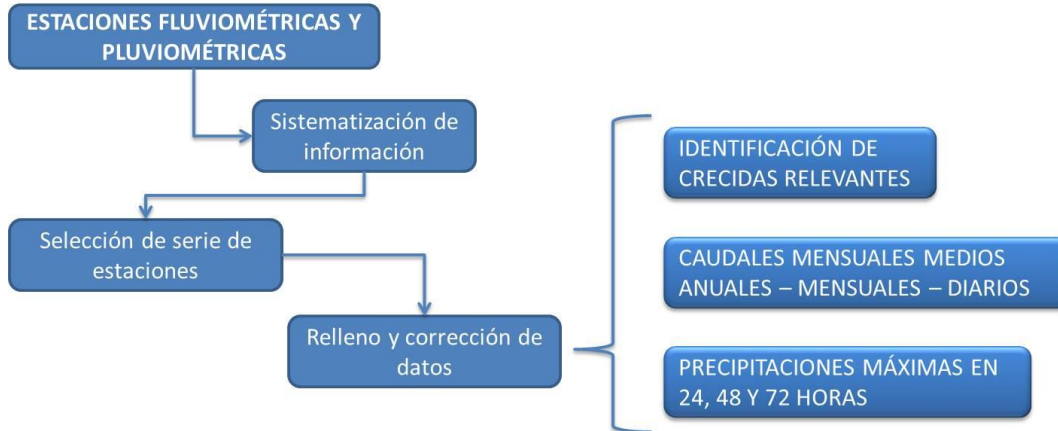 ESTACIONES FLUVIOMÉTRICAS Y
PLUVIOMÉTRICAS
Sistematización de
información
Selección de serie de
estaciones
Relleno y corrección de
datos
IDENTIFICACIÓN DE
CRECIDAS RELEVANTES
CAUDALES MENSUALES MEDIOS
ANUALES – MENSUALES – DIARIOS
PRECIPITACIONES MÁXIMAS EN
24, 48 Y 72 HORAS